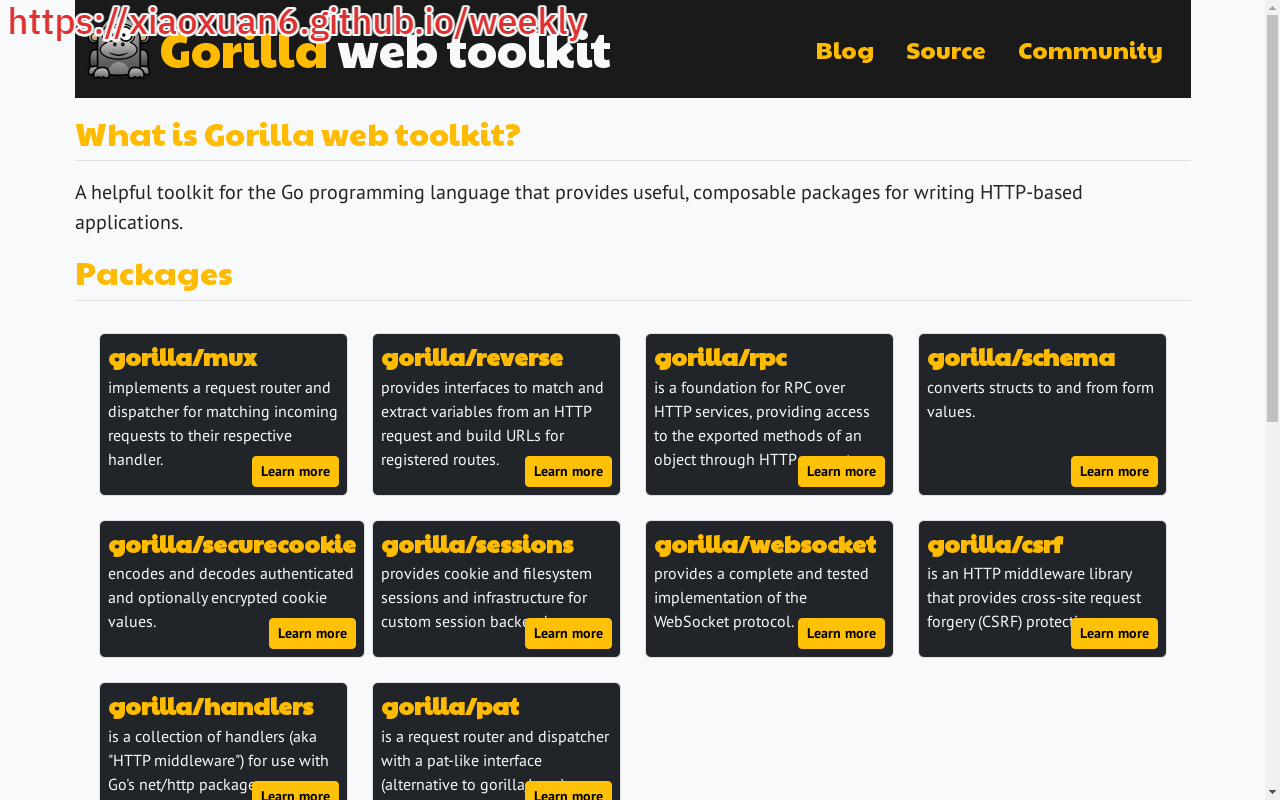 https://xiaoxuan6.github.io/weekly
Gorilla web toolkit
Blog
Source
Community
What is Gorilla web toolkit?
A helpful toolkit for the Go programming language that provides useful, composable packages for writing HTTP-based
applications.
Packages
gorilla/mux
implements a request router and
dispatcher for matching incoming
requests to their respective
handler.
Learn more
gorilla/reverse
provides interfaces to match and
extract variables from an HTTP
request and build URLs for
registered routes.
Learn more
gorilla/rpc
is a foundation for RPC over
HTTP services, providing access
to the exported methods of an
object through HTTP
Learn more
gorilla/schema
converts structs to and from form
values.
Learn more
gorilla/securecookie
encodes and decodes authenticated
and optionally encrypted cookie
values.
Learn more
gorilla/sessions
provides cookie and filesystem
sessions and infrastructure for
custom session
Learn more
gorilla/websocket
provides a complete and tested
implementation of the
WebSocket protocol.
Learn more
gorilla/csrf
is an HTTP middleware library
that provides cross-site request
forgery (CSRF)
Learn more
gorilla/handlers
is a collection of handlers (aka
"HTTP middleware") for use with
Go's net/http package
Learn more
gorilla/pat
is a request router and dispatcher
with a pat-like interface
(alternative to
Learn more